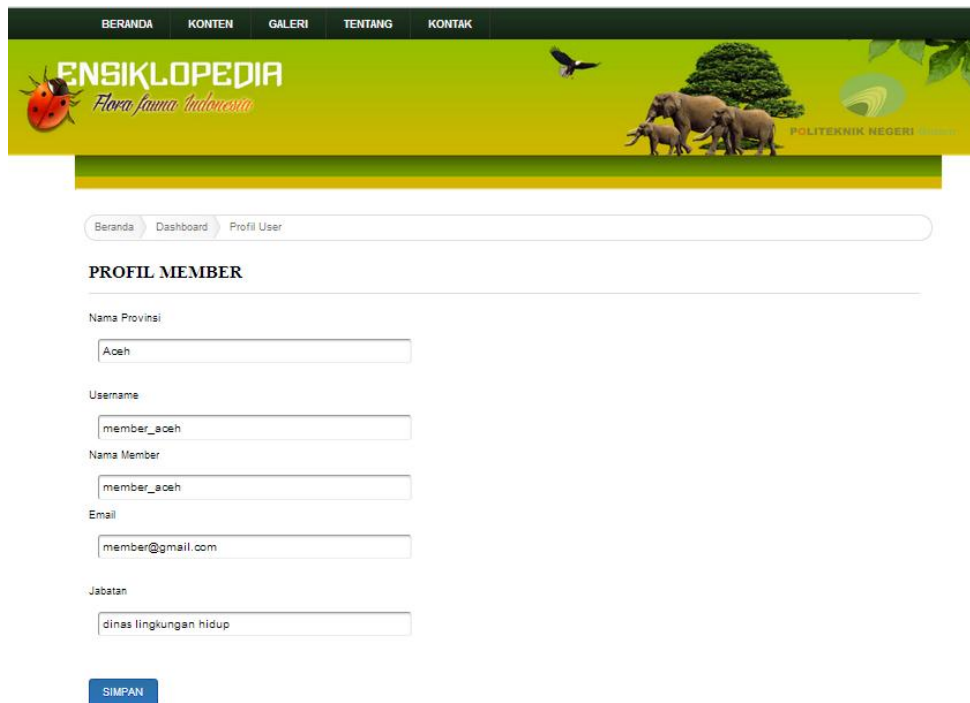 BERANDA KONTEN GALERI TENTANG KONTAK
ENSIKLOPEDIA
Flora fauna Indonesia
POLITEKNIK NEGERI
Beranda Dashboard Profil User
PROFIL MEMBER
Nama Provinsi
Aceh
Username
member_aceh
Nama Member
member_aceh
Email
member@gmail.com
Jabatan
dinas lingkungan hidup
SIMPAN